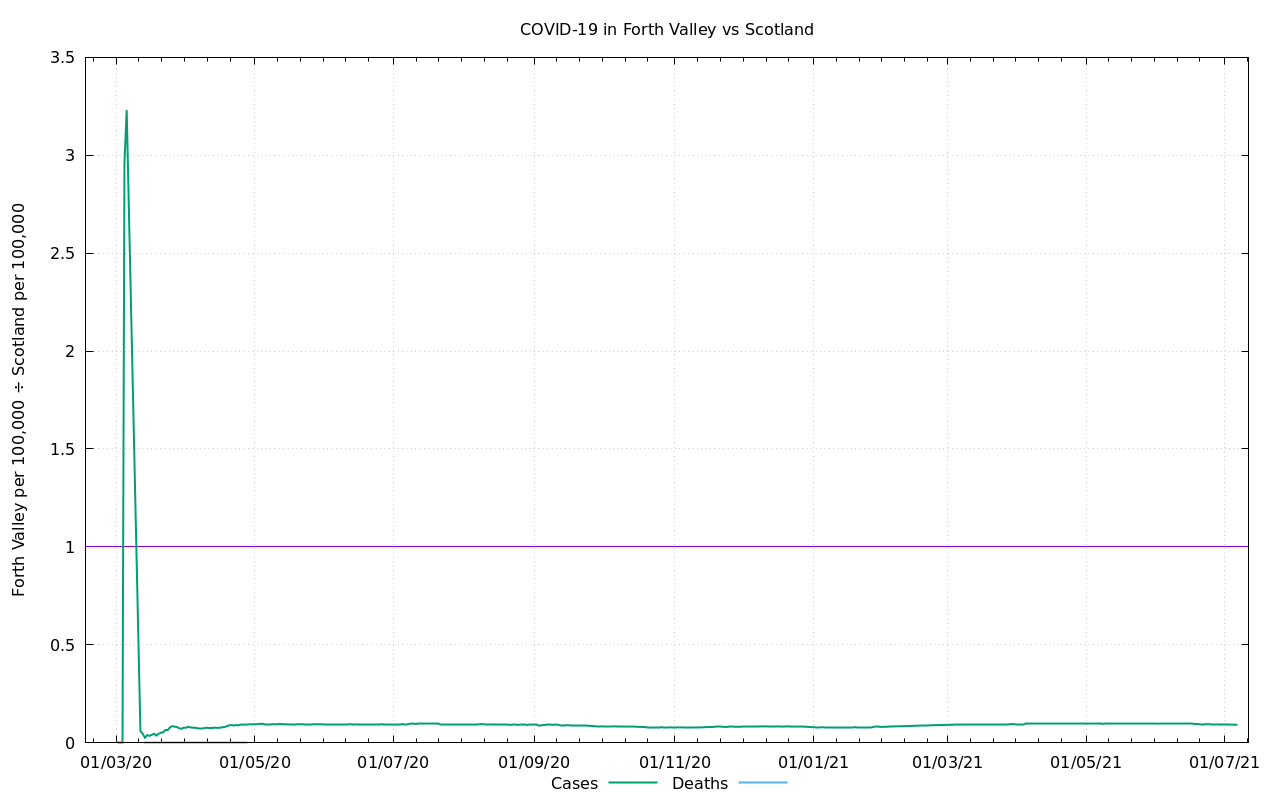 COVID-19 in Forth Valley vs Scotland
Forth Valley per 100,000 ÷ Scotland per 100,000
3.5
3
2.5
2
1.5
1
0.5
0
01/03/20 01/05/20 01/07/20 01/09/20 01/11/20 01/01/21 01/03/21 01/05/21 01/07/21
Cases Deaths